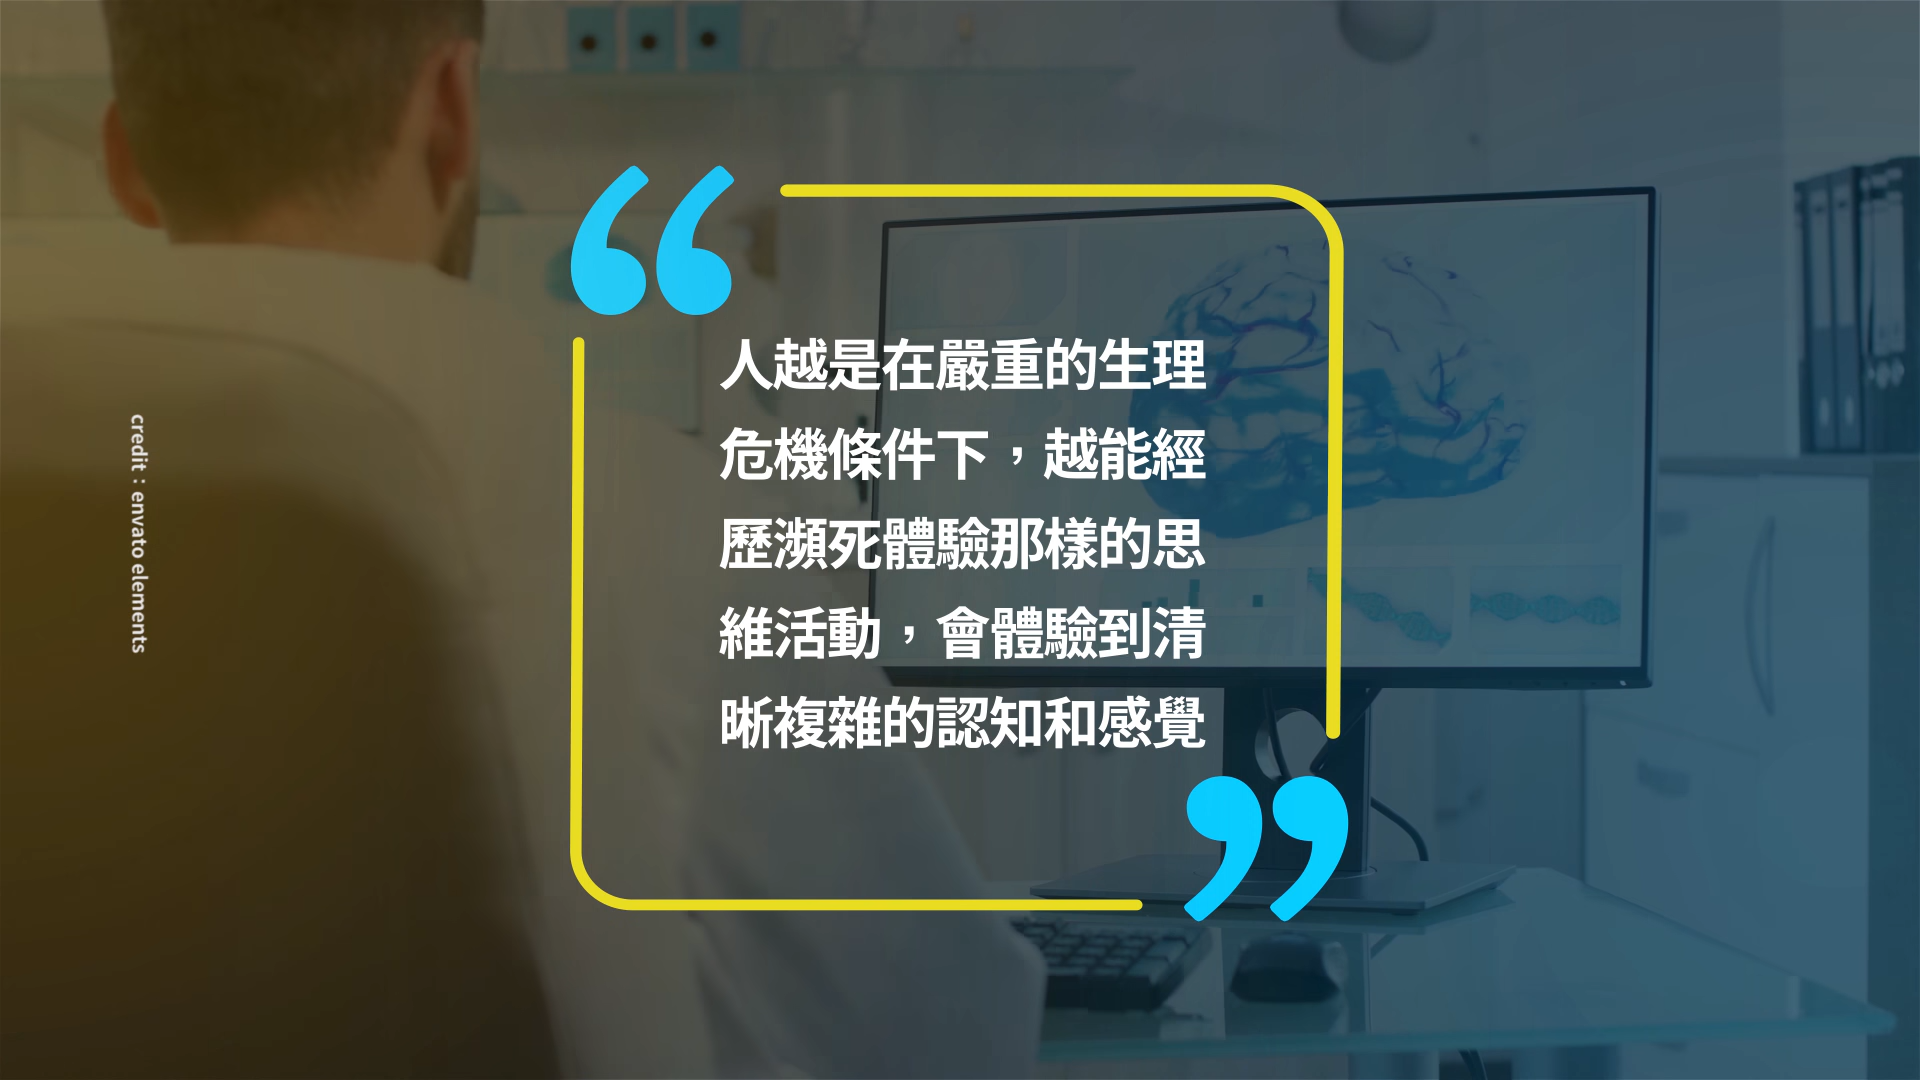 人越是在嚴重的生理
危機條件下，越能經
歷瀕死體驗那樣的思
維活動，會體驗到清
晰複雜的認知和感覺
credit：envato elements